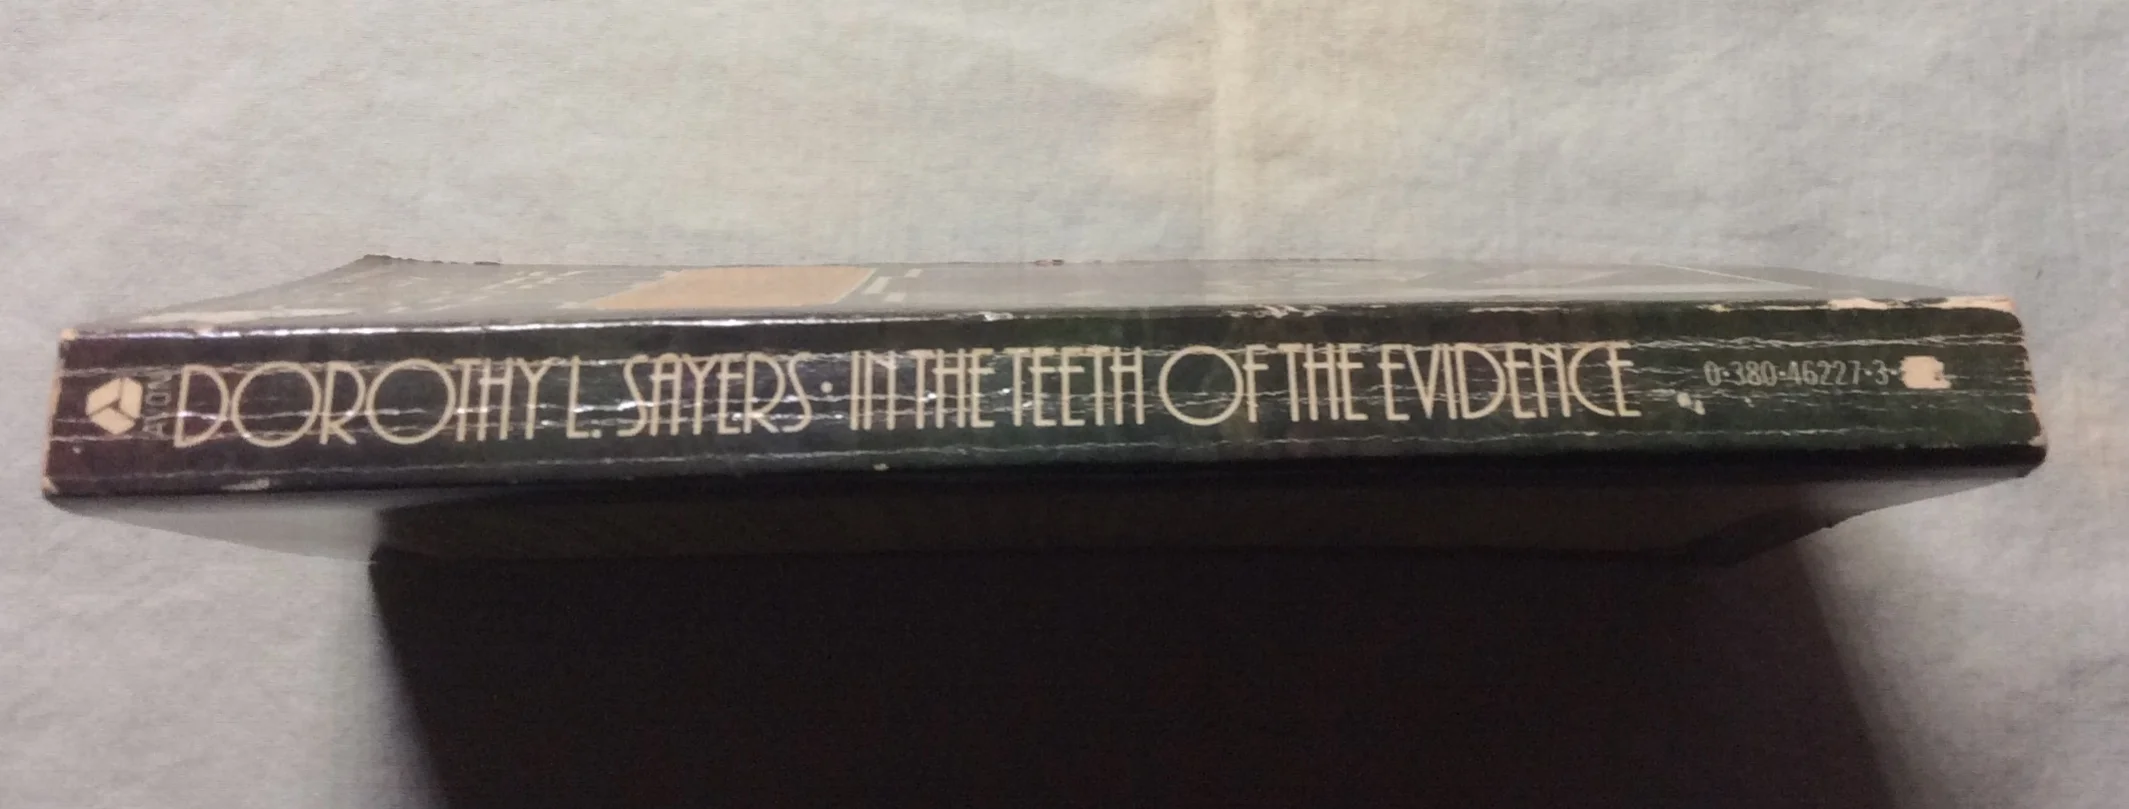 AVON
DOROTHY L. SAYERS · IN THE TEETH OF THE EVIDENCE
0·380·46227·3·